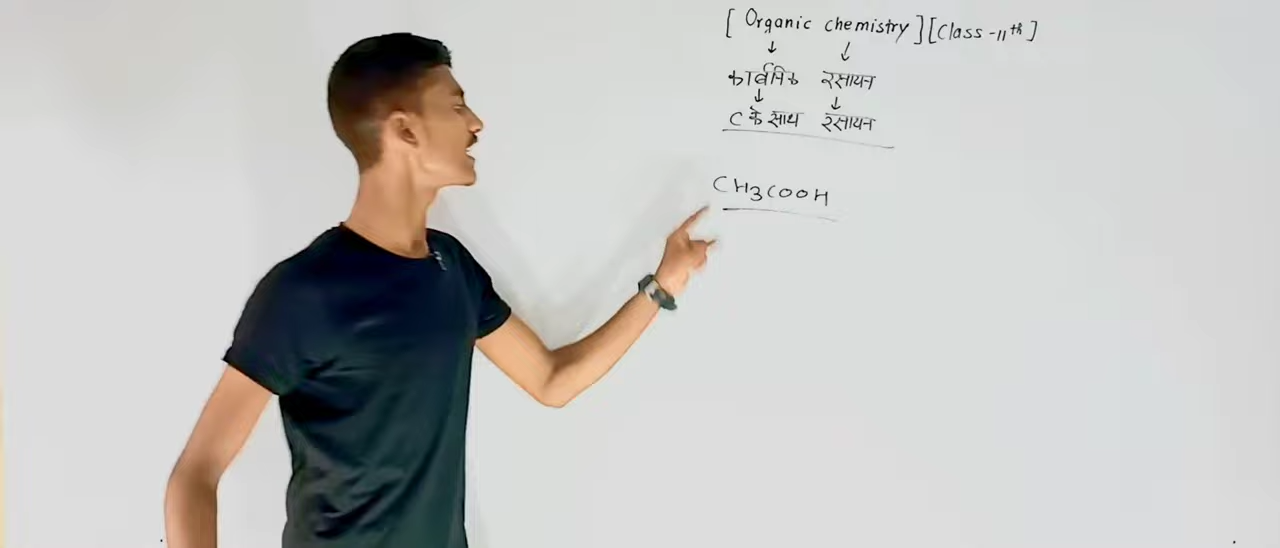 [ Organic chemistry ] [ Class -11th ]
↓ ↓
कार्बनिक रसायन
↓ ↓
C के साथ रसायन
CH3COOH